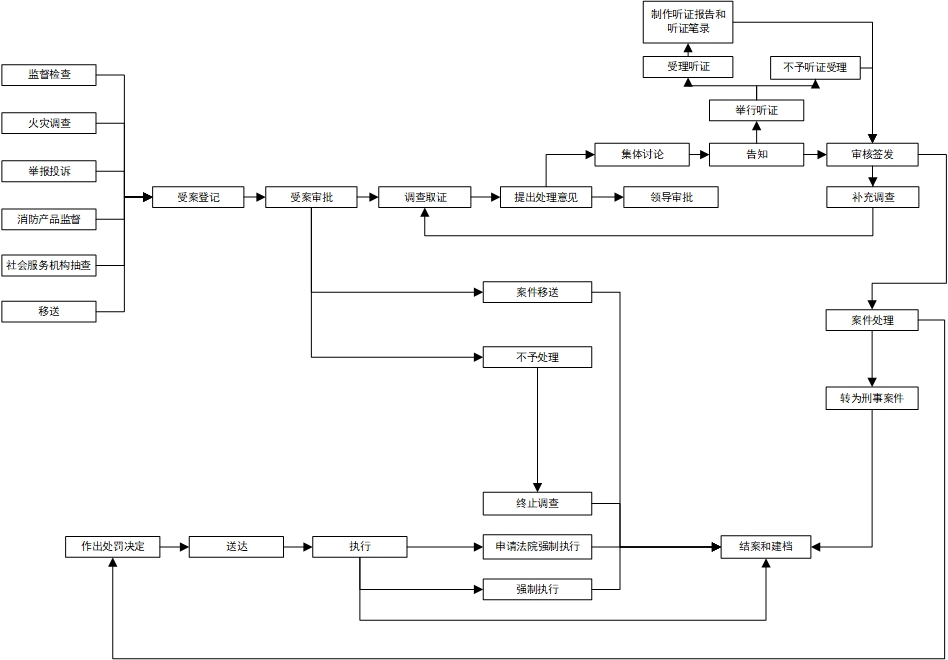 制作听证报告和
听证笔录
监督检查
受理听证
不予听证受理
举行听证
火灾调查
集体讨论
告知
审核签发
举报投诉
受案登记
受案审批
调查取证
提出处理意见
领导审批
补充调查
消防产品监督
社会服务机构抽查
案件移送
移送
案件处理
不予处理
转为刑事案件
终止调查
作出处罚决定
送达
执行
申请法院强制执行
结案和建档
强制执行